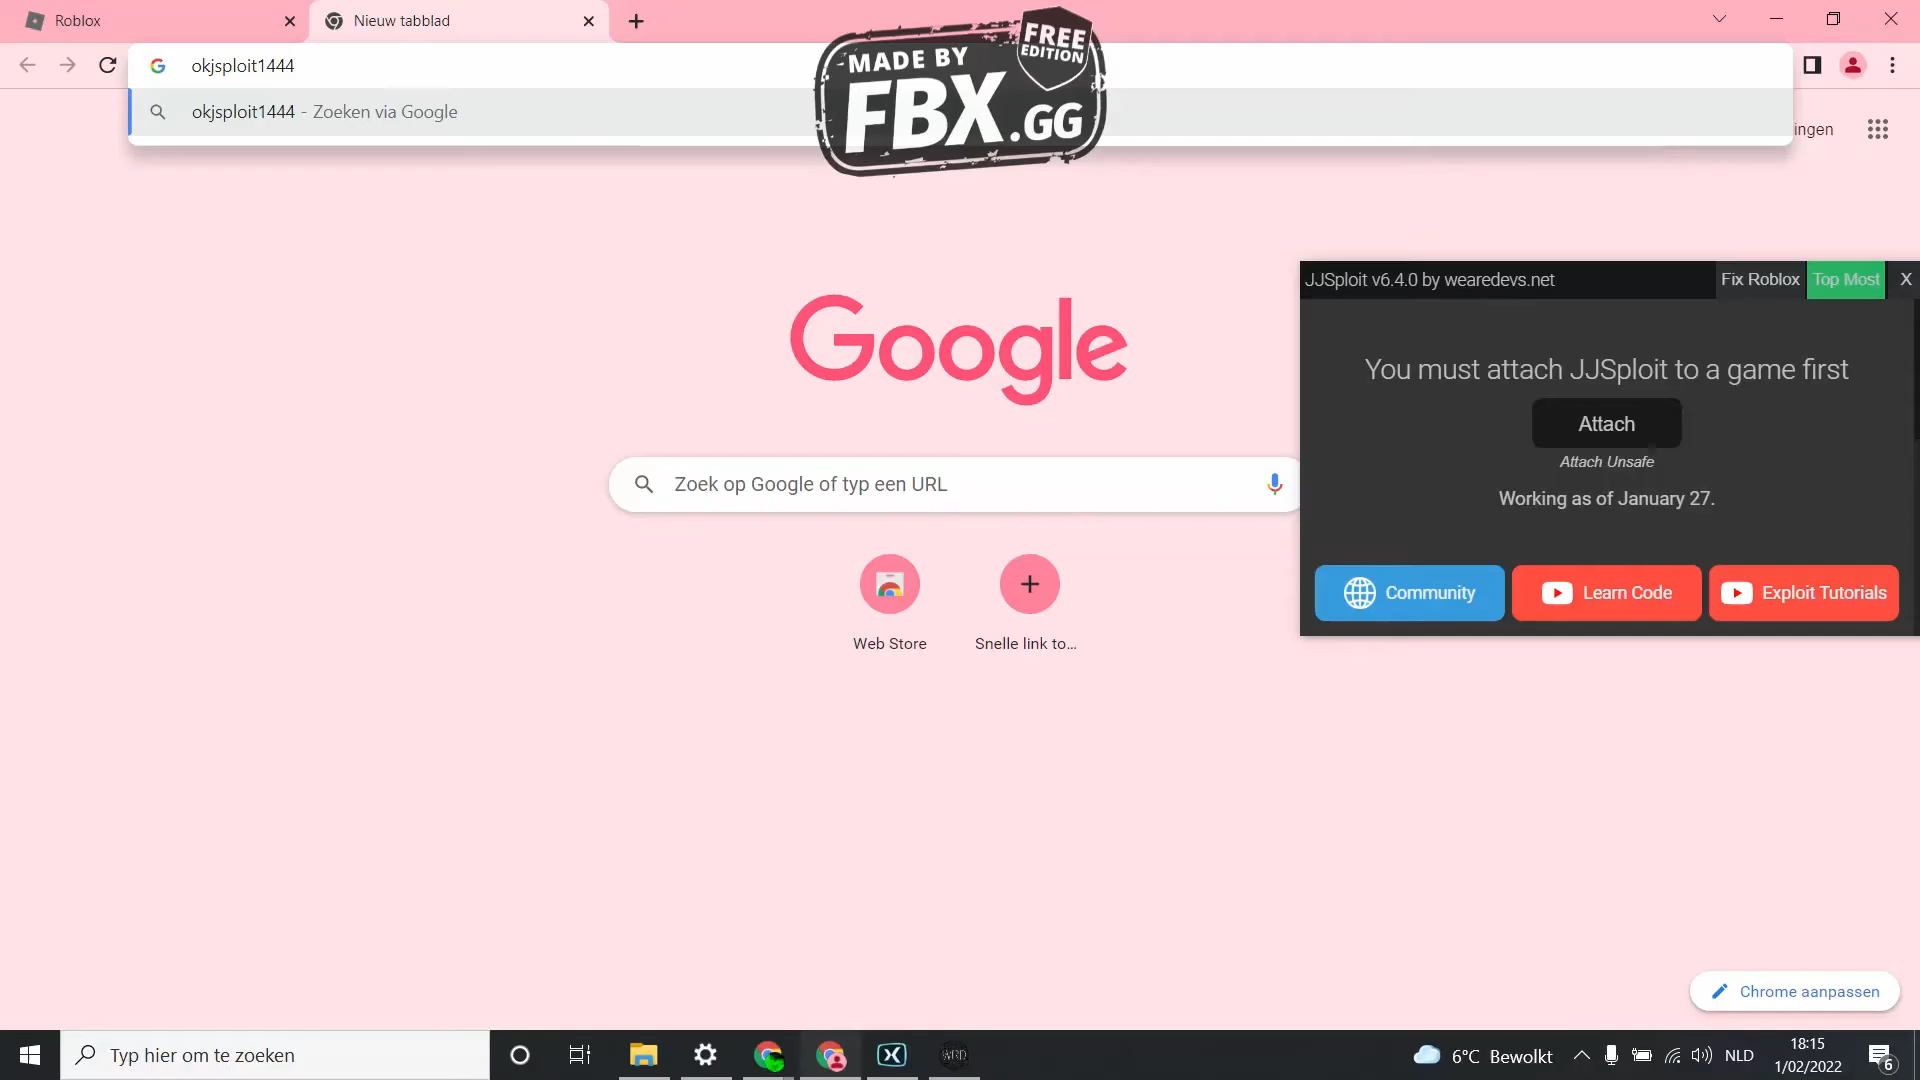 Roblox
Nieuw tabblad
okjsploit1444
okjsploit1444 - Zoeken via Google
MADE BY
FBX.GG
FREE
EDITION
ingen
Google
Zoek op Google of typ een URL
Web Store
Snelle link to...
JJSploit v6.4.0 by wearedevs.net
Fix Roblox
Top Most
X
You must attach JJSploit to a game first
Attach
Attach Unsafe
Working as of January 27.
Community
Learn Code
Exploit Tutorials
Chrome aanpassen
Typ hier om te zoeken
WRD
6°C Bewolkt
NLD
18:15
1/02/2022
6